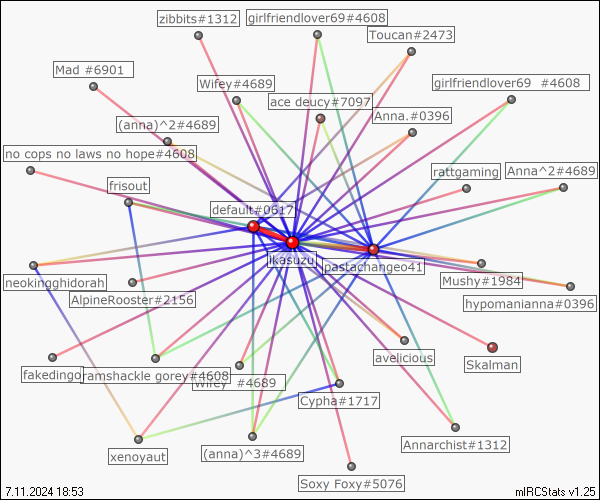 zibbits#1312
girlfriendlover69#4608
Toucan#2473
Mad #6901
Wifey#4689
girlfriendlover69 #4608
ace deucy#7097
Anna.#0396
(anna)^2#4689
no cops no laws no hope#4608
rattgaming
Anna^2#4689
frisout
default#0617
ikasuzu
pastachangeo41
neokingghidorah
AlpineRooster#2156
Mushy#1984
hypomanianna#0396
avelicious
Skalman
fakedingo
ramshackle gorey#4608
Wifey #4689
Cypha#1717
xenoyaut
(anna)^3#4689
Annarchist#1312
Soxy Foxy#5076
7.11.2024 18:53
mIRCStats v1.25